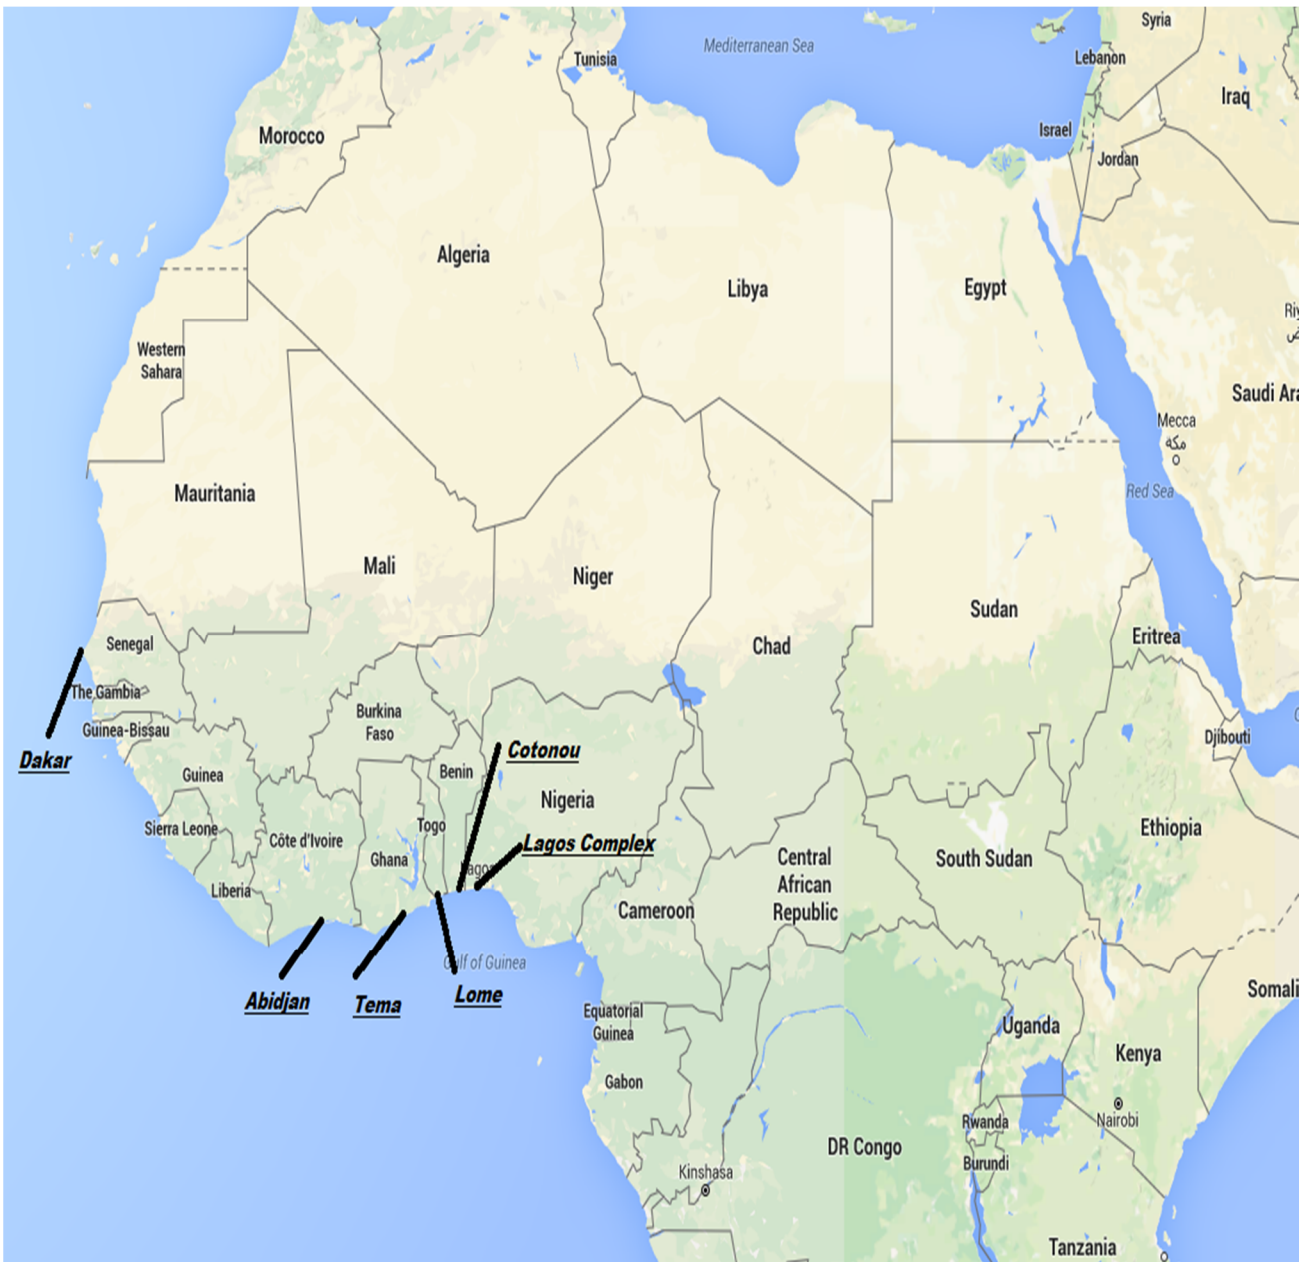 Syria
Mediterranean Sea
Tunisia
Lebanon
Iraq
Morocco
Israel
Jordan
Algeria
Libya
Egypt
Western
Sahara
Saudi Ara
Mecca
مكة
Red Sea
Mauritania
Mali
Niger
Sudan
Chad
Eritrea
Senegal
The Gambia
Burkina
Faso
Guinea-Bissau
Djibouti
Dakar
Cotonou
Guinea
Benin
Nigeria
Sierra Leone
Togo
Ethiopia
Côte d'Ivoire
Lagos Complex
Ghana
Central
African
Republic
South Sudan
Liberia
Cameroon
Gulf of Guinea
Abidjan
Tema
Lome
Somali
Equatorial
Guinea
Uganda
Kenya
Gabon
Rwanda
Nairobi
DR Congo
Burundi
Kinshasa
Tanzania